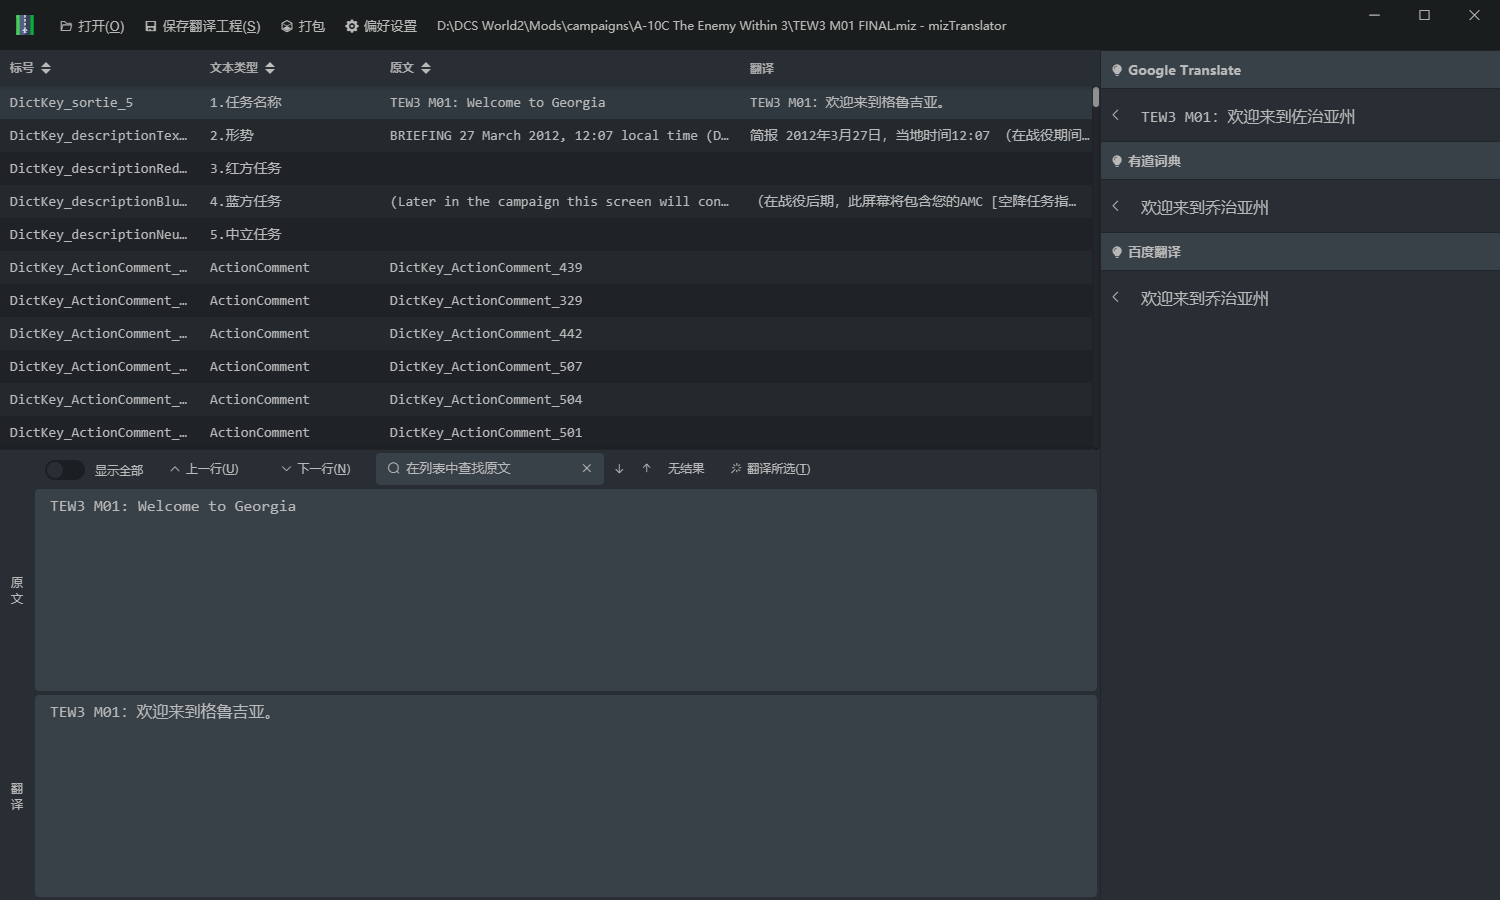 打开(O) 保存翻译工程(S) 打包 偏好设置 D:\DCS World2\Mods\campaigns\A-10C The Enemy Within 3\TEW3 M01 FINAL.miz - mizTranslator
标号 文本类型 原文 翻译
DictKey_sortie_5 1.任务名称 TEW3 M01: Welcome to Georgia TEW3 M01: 欢迎来到格鲁吉亚。
DictKey_descriptionTex… 2.形势 BRIEFING 27 March 2012, 12:07 local time (D… 简报 2012年3月27日，当地时间12:07 （在战役期间…
DictKey_descriptionRed… 3.红方任务
DictKey_descriptionBlu… 4.蓝方任务 (Later in the campaign this screen will con… （在战役后期，此屏幕将包含您的AMC [空降任务指…
DictKey_descriptionNeu… 5.中立任务
DictKey_ActionComment_… ActionComment DictKey_ActionComment_439
DictKey_ActionComment_… ActionComment DictKey_ActionComment_329
DictKey_ActionComment_… ActionComment DictKey_ActionComment_442
DictKey_ActionComment_… ActionComment DictKey_ActionComment_507
DictKey_ActionComment_… ActionComment DictKey_ActionComment_504
DictKey_ActionComment_… ActionComment DictKey_ActionComment_501
显示全部 上一行(U) 下一行(N) 在列表中查找原文 无结果 翻译所选(T)
原文
TEW3 M01: Welcome to Georgia
翻译
TEW3 M01: 欢迎来到格鲁吉亚。
Google Translate
TEW3 M01: 欢迎来到佐治亚州
有道词典
欢迎来到乔治亚州
百度翻译
欢迎来到乔治亚州